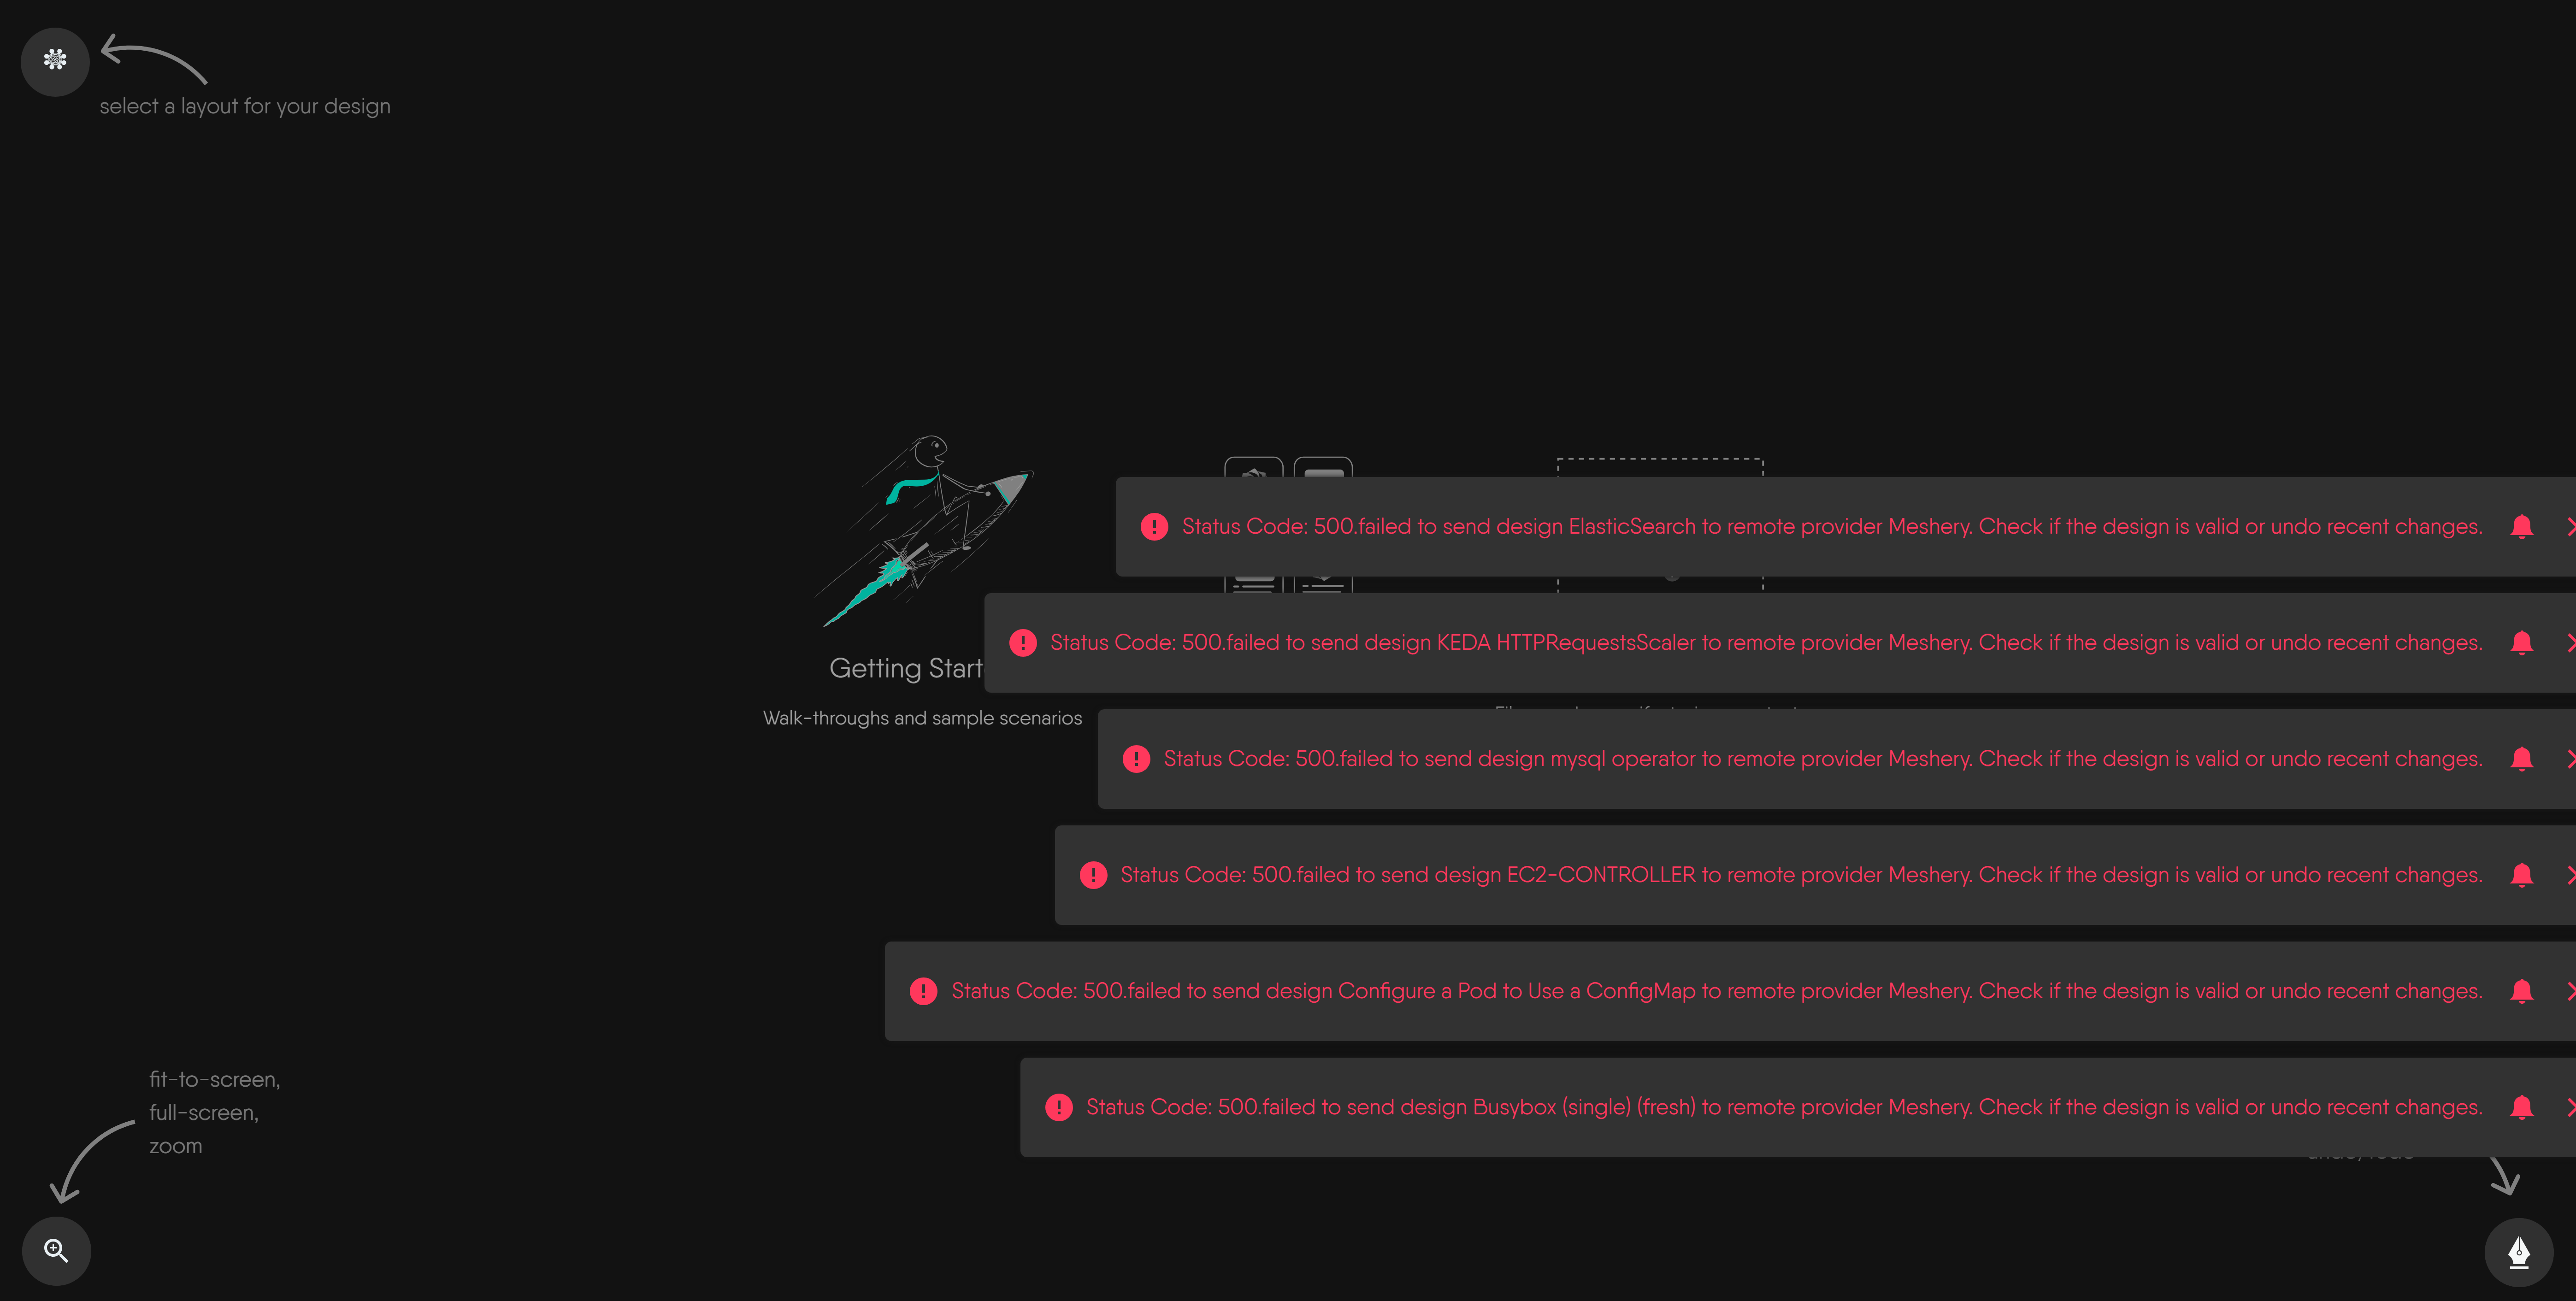 select a layout for your design
Status Code: 500.failed to send design ElasticSearch to remote provider Meshery. Check if the design is valid or undo recent changes.
Status Code: 500.failed to send design KEDA HTTPRequestsScaler to remote provider Meshery. Check if the design is valid or undo recent changes.
Getting Start
Walk-throughs and sample scenarios
Status Code: 500.failed to send design mysql operator to remote provider Meshery. Check if the design is valid or undo recent changes.
Status Code: 500.failed to send design EC2-CONTROLLER to remote provider Meshery. Check if the design is valid or undo recent changes.
Status Code: 500.failed to send design Configure a Pod to Use a ConfigMap to remote provider Meshery. Check if the design is valid or undo recent changes.
Status Code: 500.failed to send design Busybox (single) (fresh) to remote provider Meshery. Check if the design is valid or undo recent changes.
fit-to-screen,
full-screen,
zoom